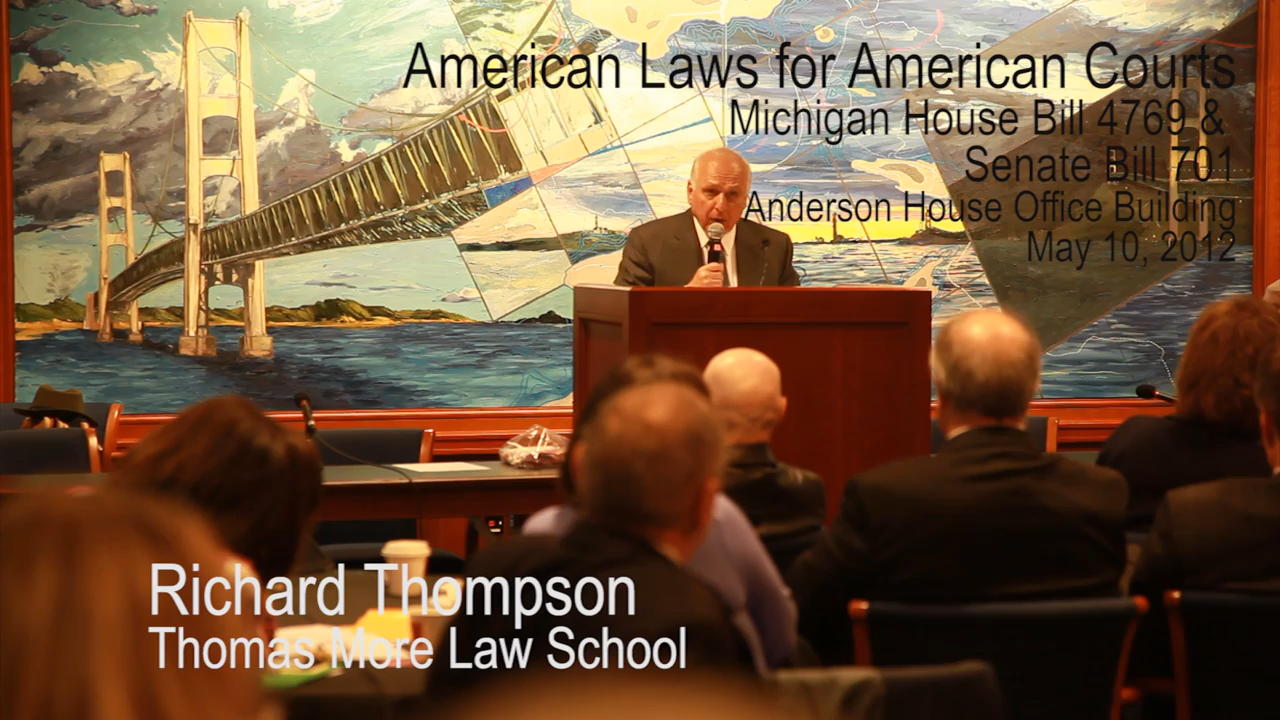 American Laws for American Courts
Michigan House Bill 4769 &
Senate Bill 701
Anderson House Office Building
May 10, 2012
Richard Thompson
Thomas More Law School